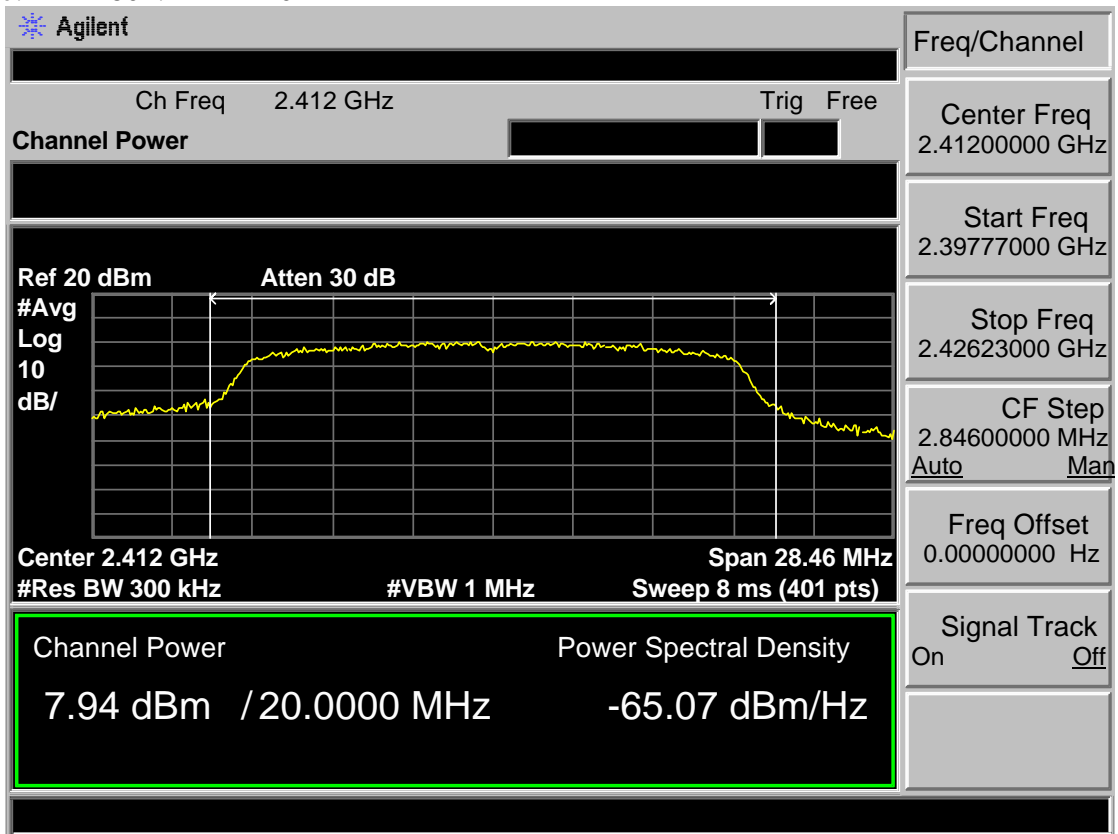 Agilent
Freq/Channel
Ch Freq 2.412 GHz Trig Free
Channel Power
Center Freq
2.41200000 GHz
Start Freq
2.39777000 GHz
Stop Freq
2.42623000 GHz
CF Step
2.84600000 MHz
Auto Man
Freq Offset
0.00000000 Hz
Signal Track
On Off
Ref 20 dBm Atten 30 dB
#Avg
Log
10
dB/
Center 2.412 GHz Span 28.46 MHz
#Res BW 300 kHz #VBW 1 MHz Sweep 8 ms (401 pts)
Channel Power Power Spectral Density
7.94 dBm / 20.0000 MHz -65.07 dBm/Hz